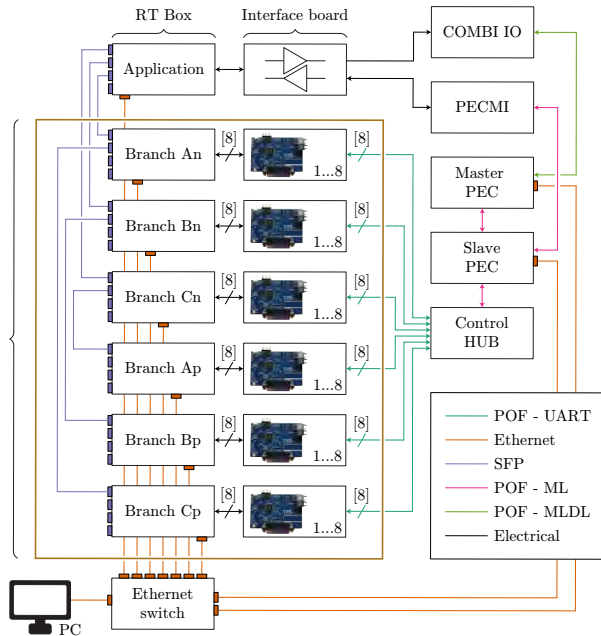 RT Box
Interface board
Application
COMBI IO
PECMI
Branch An
[8]
1...8
[8]
Master
PEC
Branch Bn
[8]
1...8
[8]
Slave
PEC
Branch Cn
[8]
1...8
[8]
Control
HUB
Branch Ap
[8]
1...8
[8]
Branch Bp
[8]
1...8
[8]
Branch Cp
[8]
1...8
[8]
POF - UART
Ethernet
SFP
POF - ML
POF - MLDL
Electrical
PC
Ethernet
switch